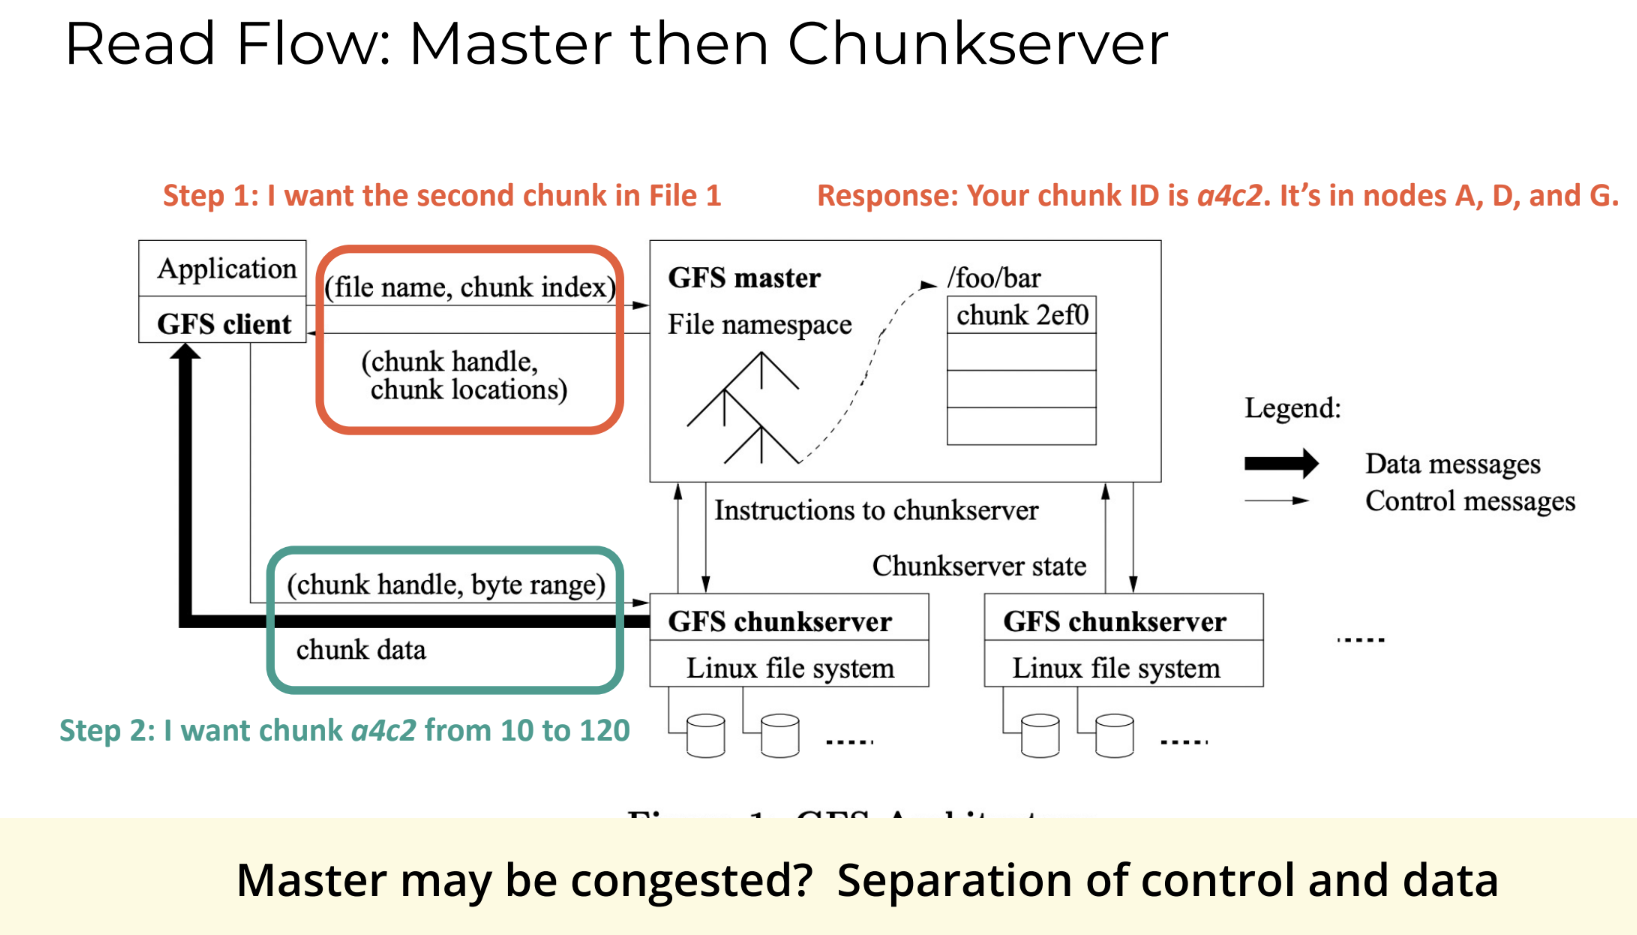 Read Flow: Master then Chunkserver
Step 1: I want the second chunk in File 1
Response: Your chunk ID is a4c2. It's in nodes A, D, and G.
Application
GFS client
(file name, chunk index)
(chunk handle,
chunk locations)
GFS master
File namespace
/foo/bar
chunk 2ef0
Legend:
Data messages
Control messages
Instructions to chunkserver
Chunkserver state
(chunk handle, byte range)
chunk data
GFS chunkserver
Linux file system
GFS chunkserver
Linux file system
Step 2: I want chunk a4c2 from 10 to 120
Master may be congested? Separation of control and data